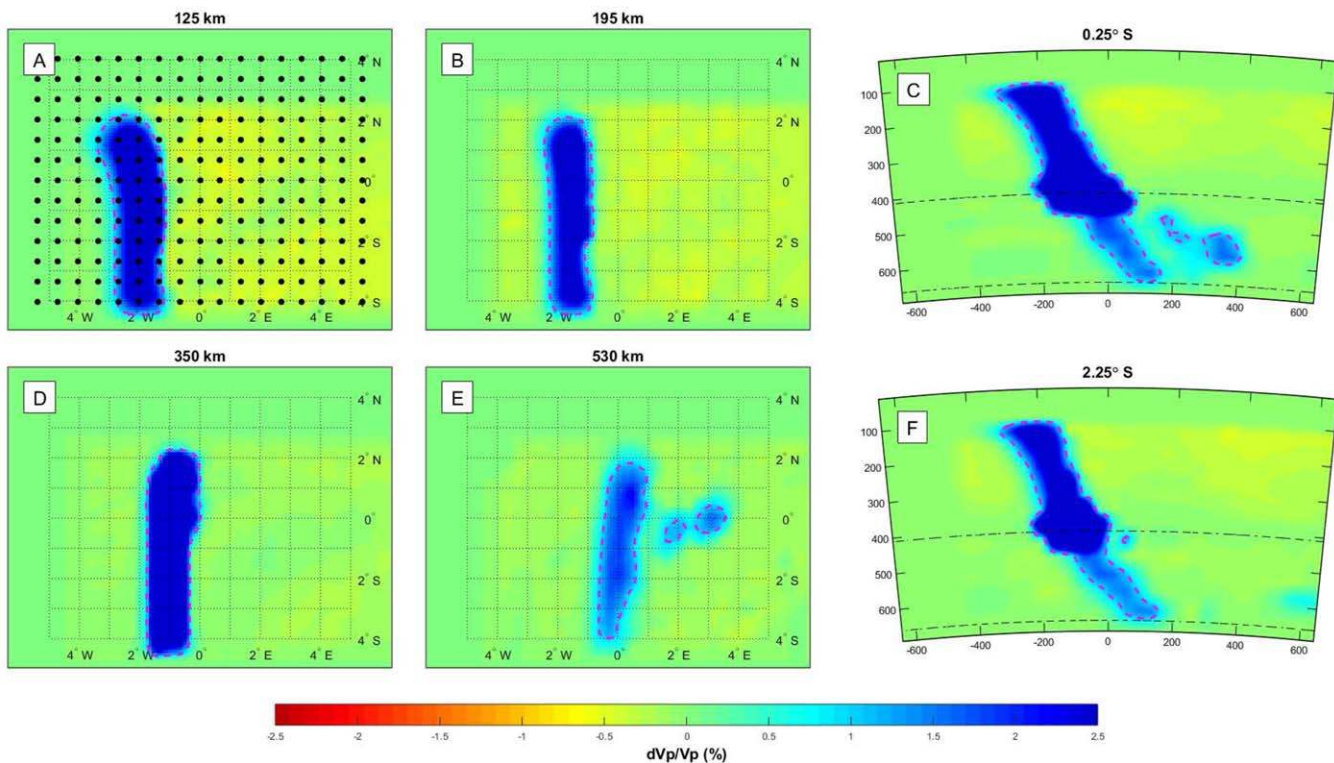 125 km
195 km
0.25° S
A
B
C
4° N
2° N
0°
2° S
4° S
4° W
2° W
0°
2° E
4° E
4° N
2° N
0°
2° S
4° S
4° W
2° W
0°
2° E
4° E
100
200
300
400
500
600
-600
-400
-200
0
200
400
600
350 km
530 km
2.25° S
D
E
F
4° N
2° N
0°
2° S
4° S
4° W
2° W
0°
2° E
4° E
4° N
2° N
0°
2° S
4° S
4° W
2° W
0°
2° E
4° E
100
200
300
400
500
600
-600
-400
-200
0
200
400
600
-2.5 -2 -1.5 -1 -0.5 0 0.5 1 1.5 2 2.5
dVp/Vp (%)